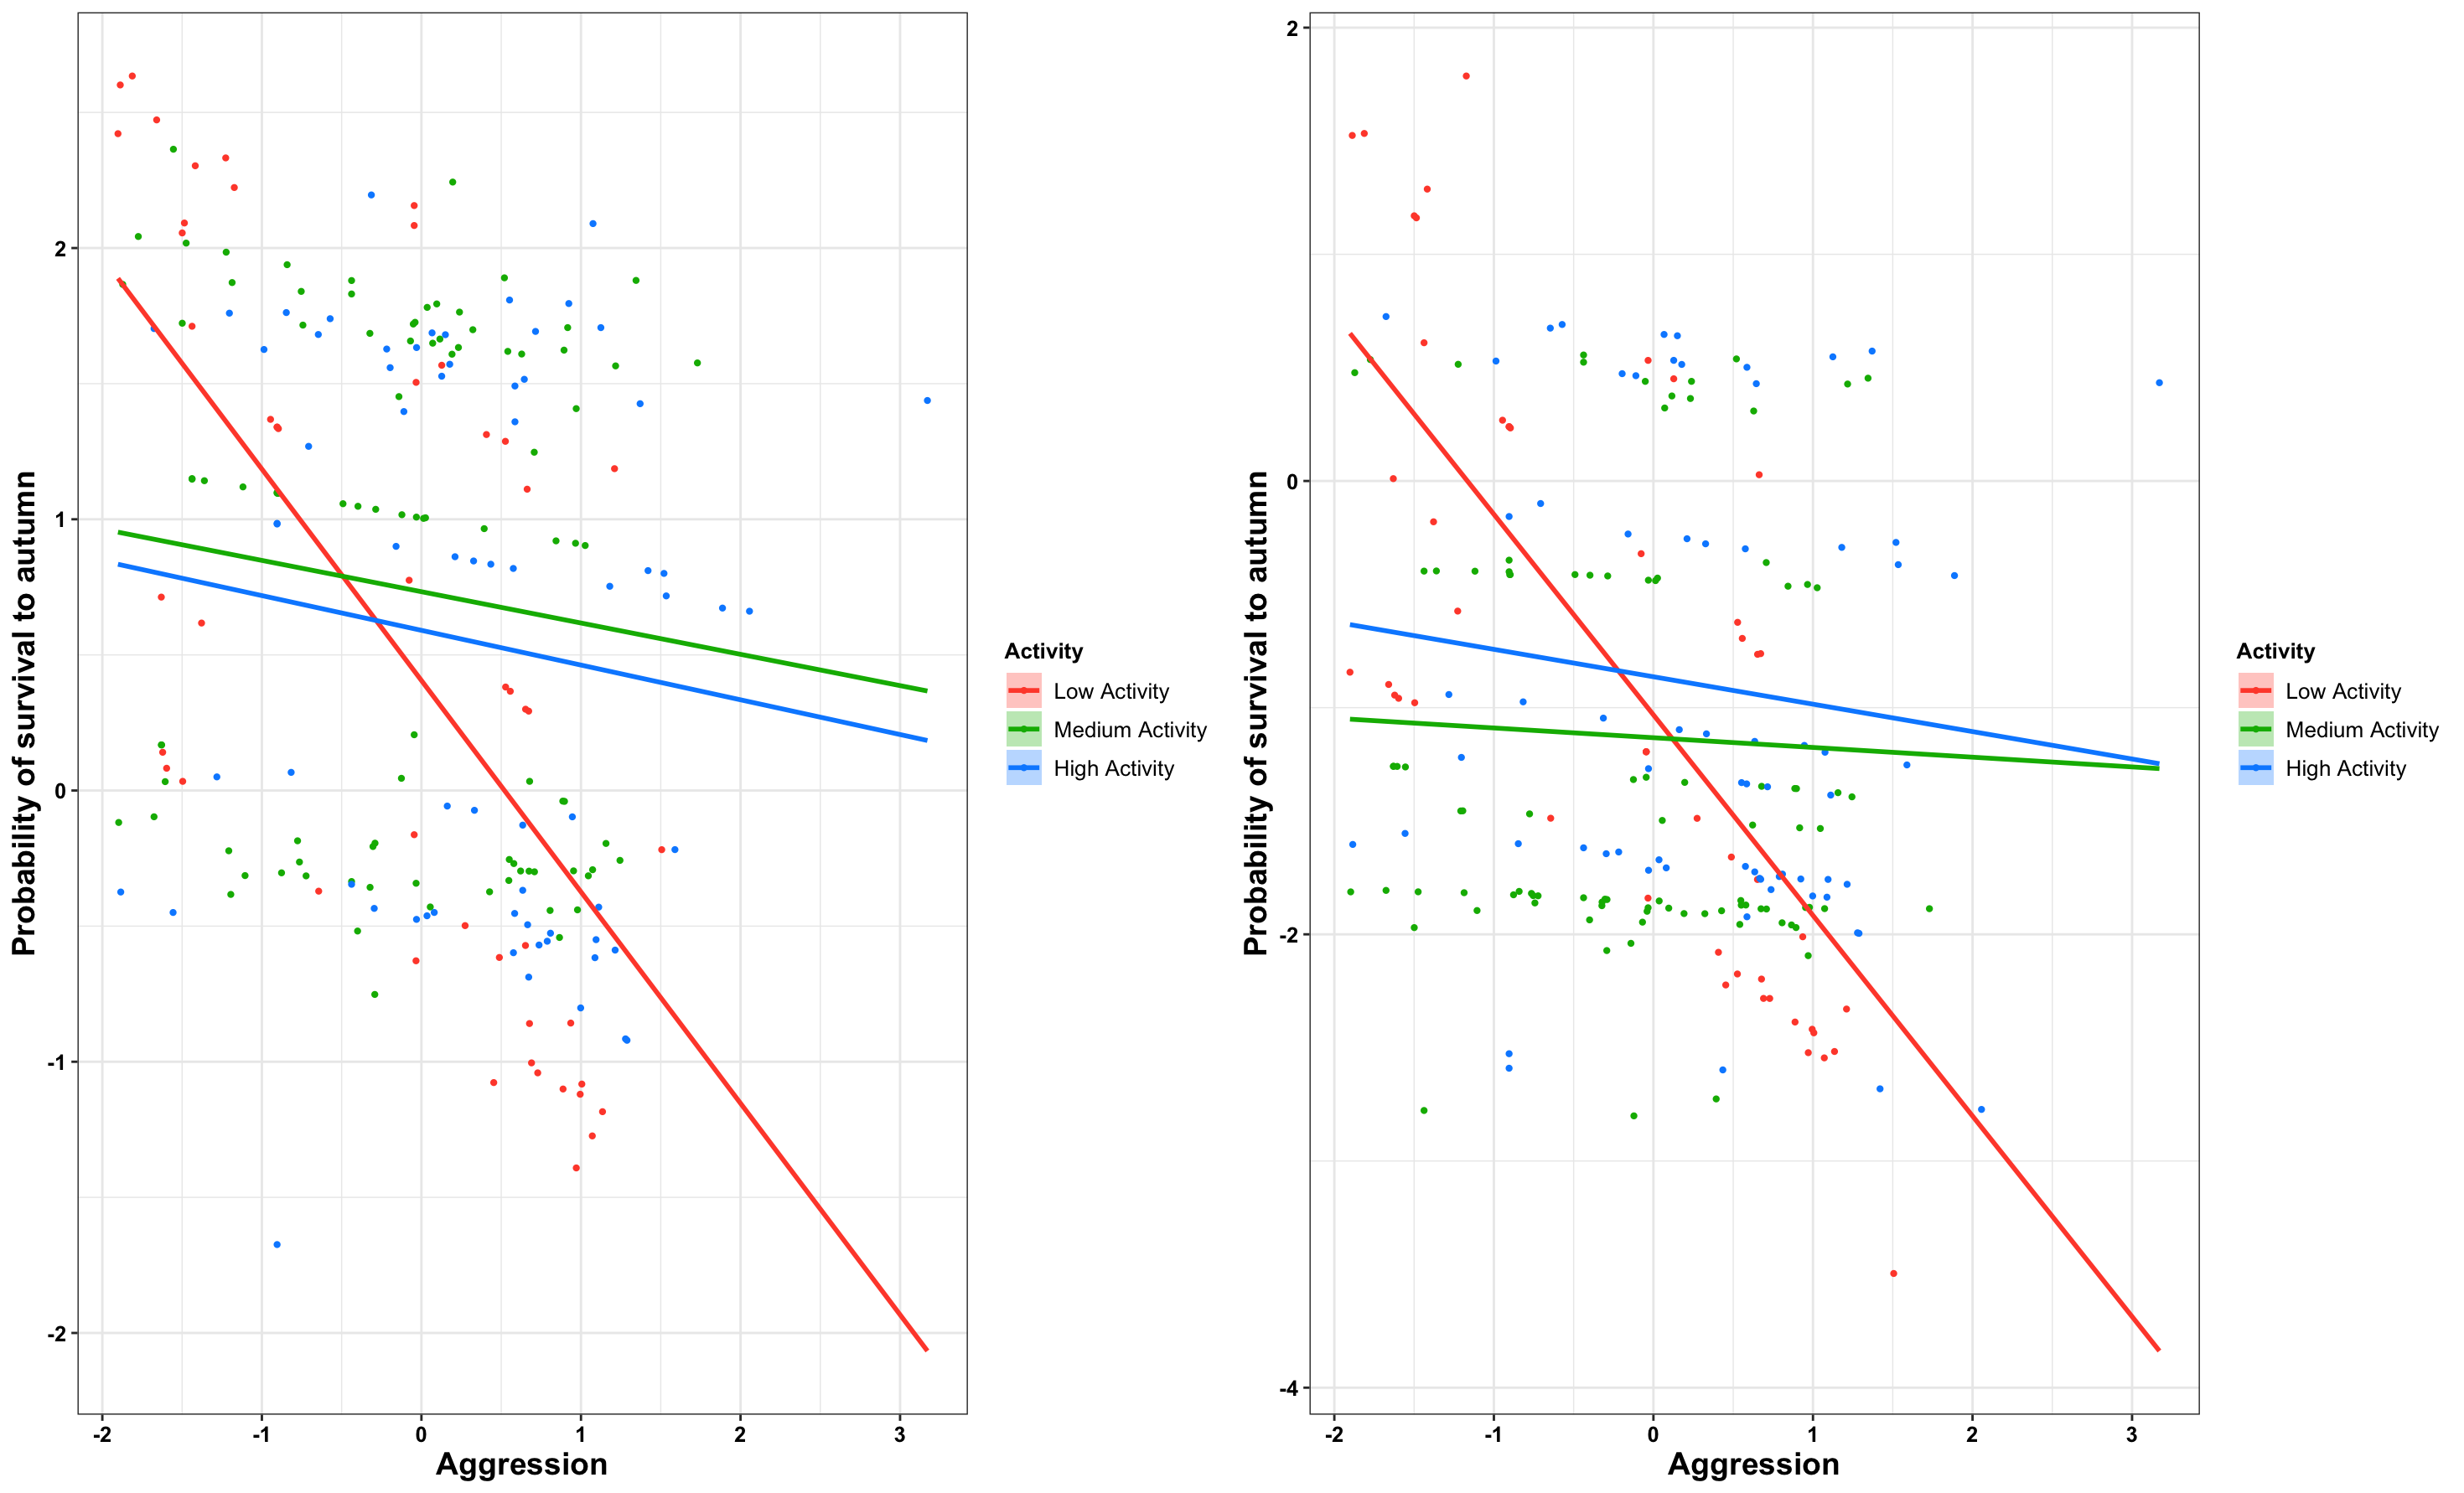 Probability of survival to autumn
2
1
0
-1
-2
-2 -1 0 1 2 3
Aggression
Activity
Low Activity
Medium Activity
High Activity
Probability of survival to autumn
2
0
-2
-4
-2 -1 0 1 2 3
Aggression
Activity
Low Activity
Medium Activity
High Activity